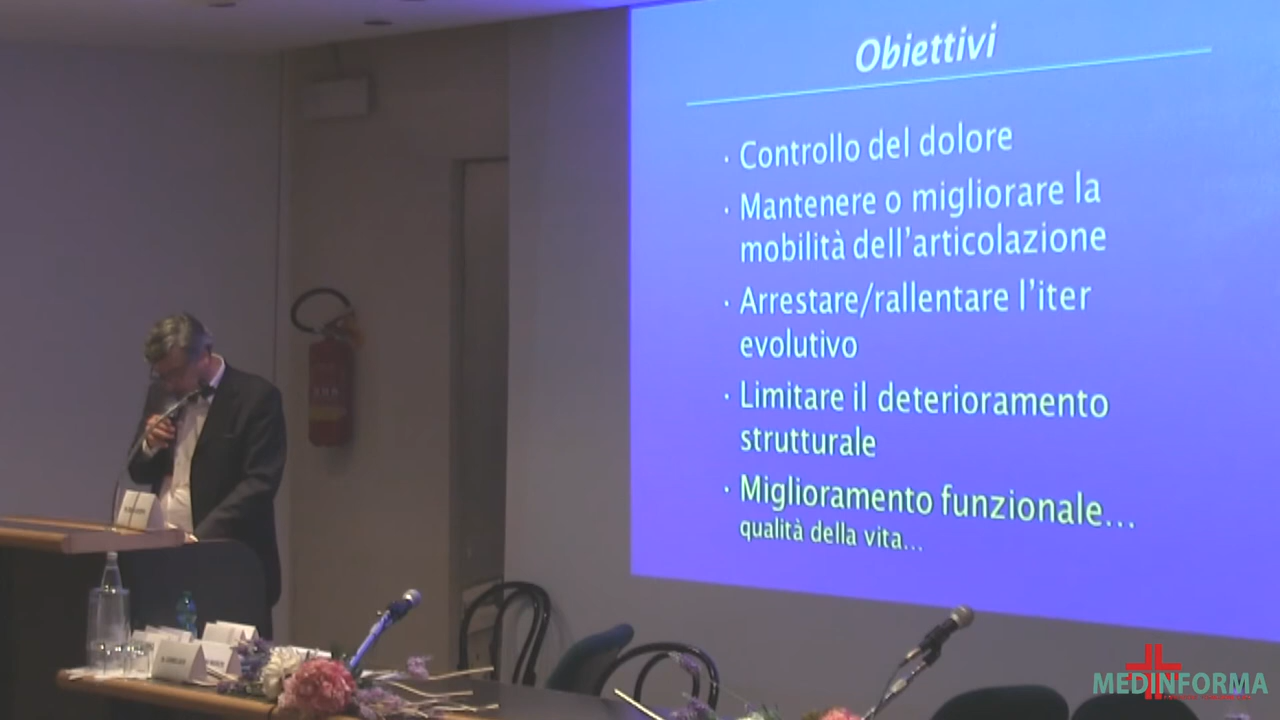 Obiettivi
· Controllo del dolore
· Mantenere o migliorare la
mobilità dell'articolazione
· Arrestare/rallentare l'iter
evolutivo
· Limitare il deterioramento
strutturale
· Miglioramento funzionale...
qualità della vita...
MEDINFORMA